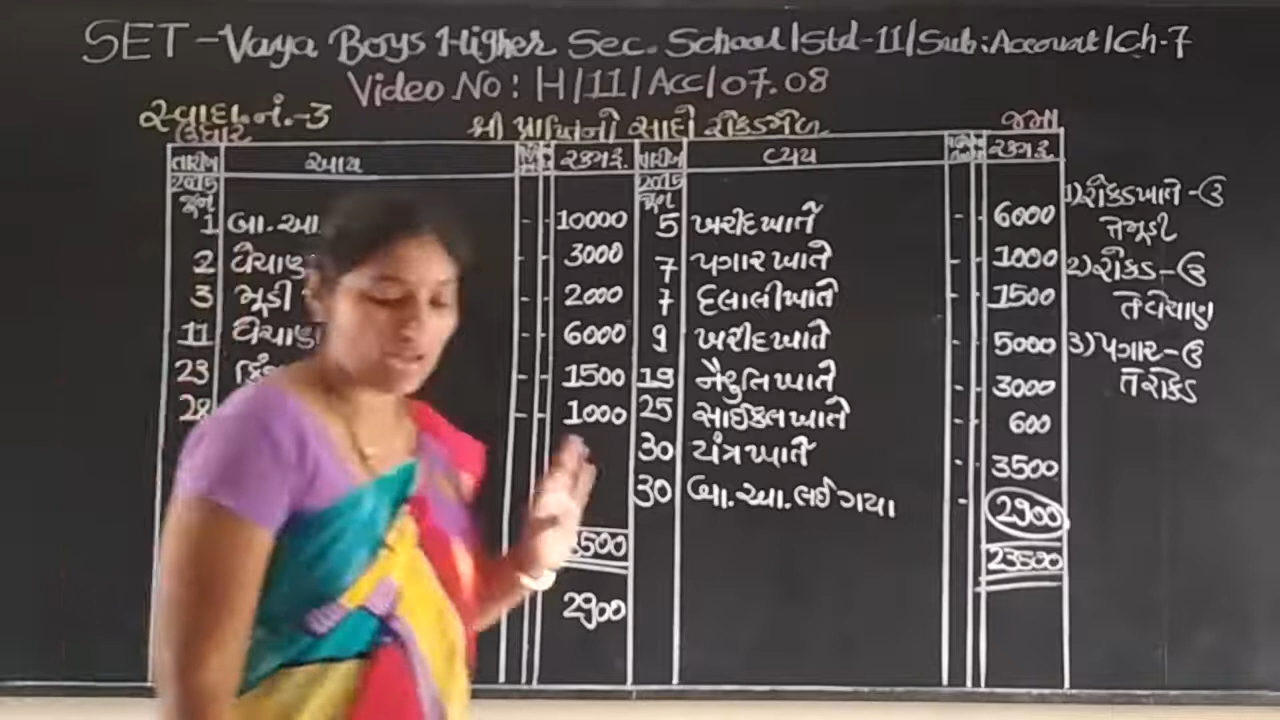 SET - Vaya Boys Higher Sec. School / Std-11 / Sub: Account / Ch-7
Video No: H/11/Acc/07.08
સ્વાધ્યા.નં.-3
ઉધાર શ્રી પ્રાચિનો સાદો રોકડમેળ જમા
તારીખ આવક રકમ રૂ. તારીખ વ્યય રકમ રૂ.
2015 2015
જૂન જૂન
1 બા.આ 10000 5 ખરીદખાતે - 6000
2 વેચાણ 3000 7 પગારખાતે - 1000
3 મૂડી 2000 7 દલાલીખાતે - 1500
11 વેચાણ 6000 9 ખરીદખાતે - 5000
23 1500 19 નૈદ્યુતિખાતે - 3000
28 1000 25 સાઈકલખાતે - 600
30 યંત્રખાતે - 3500
30 બા.આ.લઈ ગયા - 2900
3500 23500
2900
1) રોકડખાતે - ઉ
તે મૂડી
2) રોકડ - ઉ
તે વેચાણ
3) પગાર - ઉ
તે રોકડ